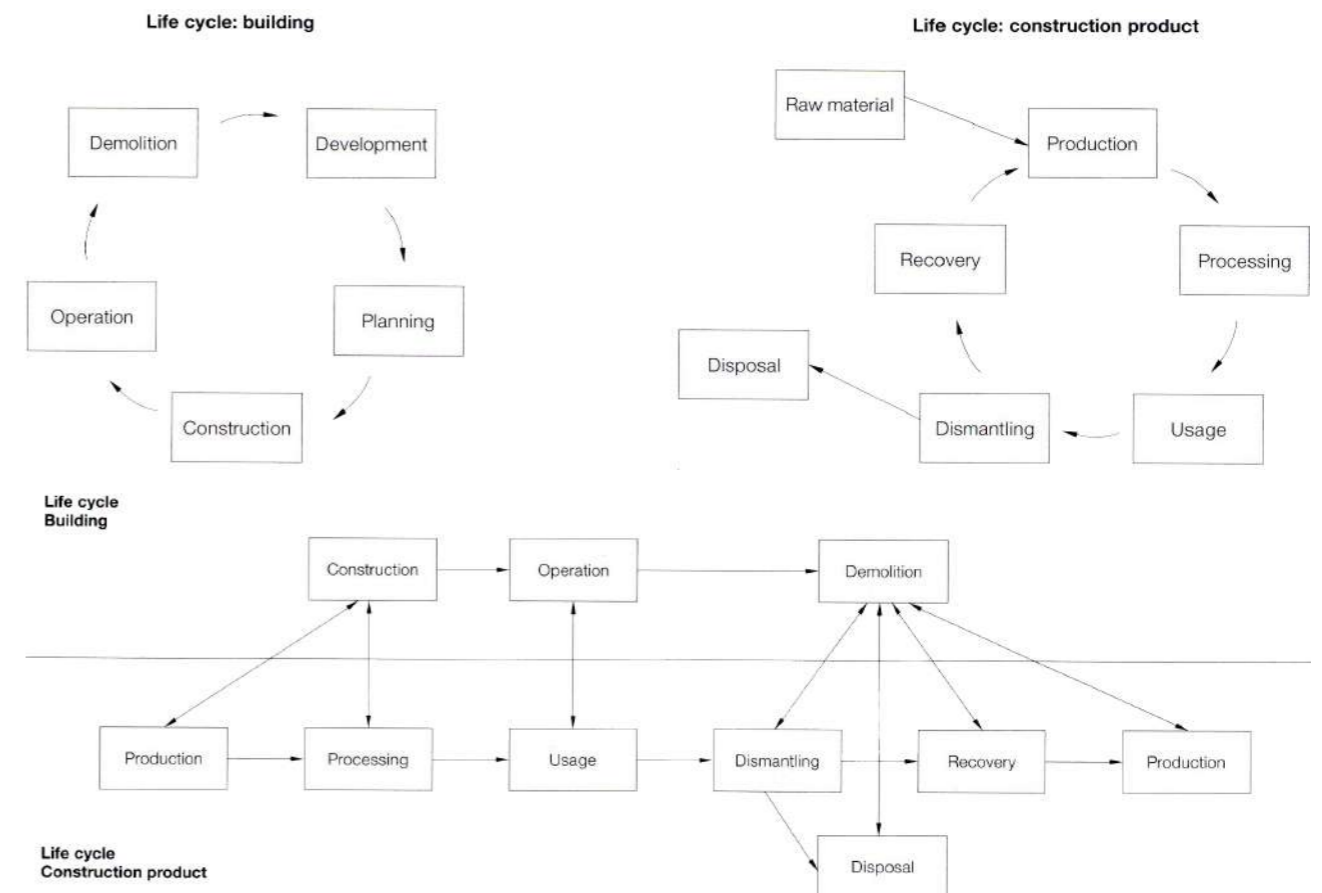 Life cycle: building
Life cycle: construction product
Raw material
Demolition
Development
Production
Recovery
Processing
Operation
Planning
Disposal
Construction
Dismantling
Usage
Life cycle
Building
Construction
Operation
Demolition
Production
Processing
Usage
Dismantling
Recovery
Production
Disposal
Life cycle
Construction product